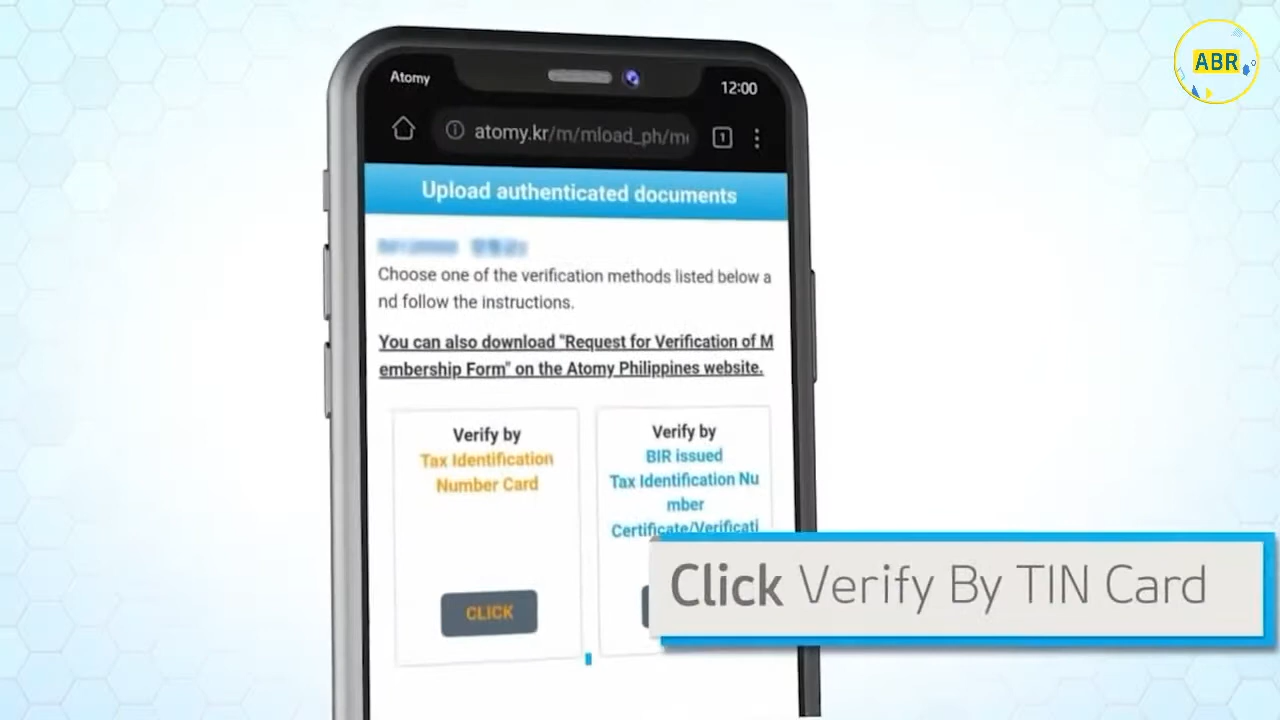 ABR
Atomy
12:00
atomy.kr/m/mload_ph/m
1
Upload authenticated documents
Choose one of the verification methods listed below a
nd follow the instructions.
You can also download "Request for Verification of M
embership Form" on the Atomy Philippines website.
Verify by
Tax Identification
Number Card
CLICK
Verify by
BIR issued
Tax Identification Nu
mber
Certificate/Verificati
Click Verify By TIN Card